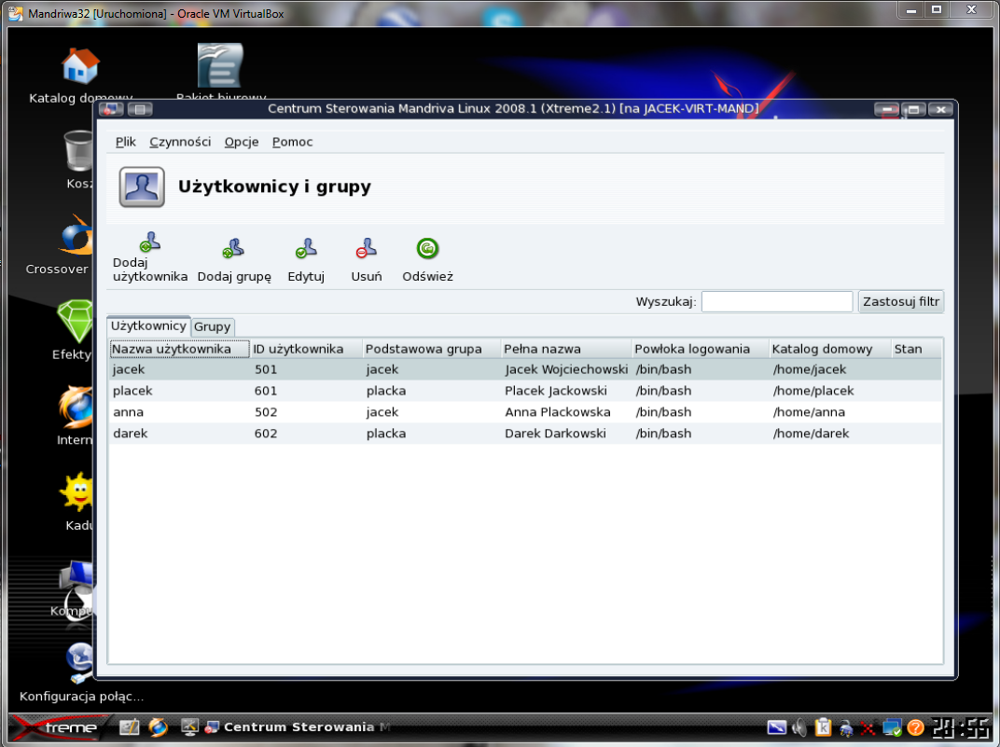 Mandriwa32 [Uruchomiona] - Oracle VM VirtualBox
Katalog domowy
Pakiet biurowy
Centrum Sterowania Mandriva Linux 2008.1 (Xtreme2.1) [na JACEK-VIRT-MAND]
Plik Czynności Opcje Pomoc
Kosz
Użytkownicy i grupy
Crossover
Dodaj
użytkownika Dodaj grupę Edytuj Usuń Odśwież
Wyszukaj: Zastosuj filtr
Użytkownicy Grupy
Efekty
Nazwa użytkownika ID użytkownika Podstawowa grupa Pełna nazwa Powłoka logowania Katalog domowy Stan
jacek 501 jacek Jacek Wojciechowski /bin/bash /home/jacek
placek 601 placka Placek Jackowski /bin/bash /home/placek
anna 502 jacek Anna Plackowska /bin/bash /home/anna
darek 602 placka Darek Darkowski /bin/bash /home/darek
Intern
Kadu
Kompu
Konfiguracja połąc...
Xtreme Centrum Sterowania M 20:55